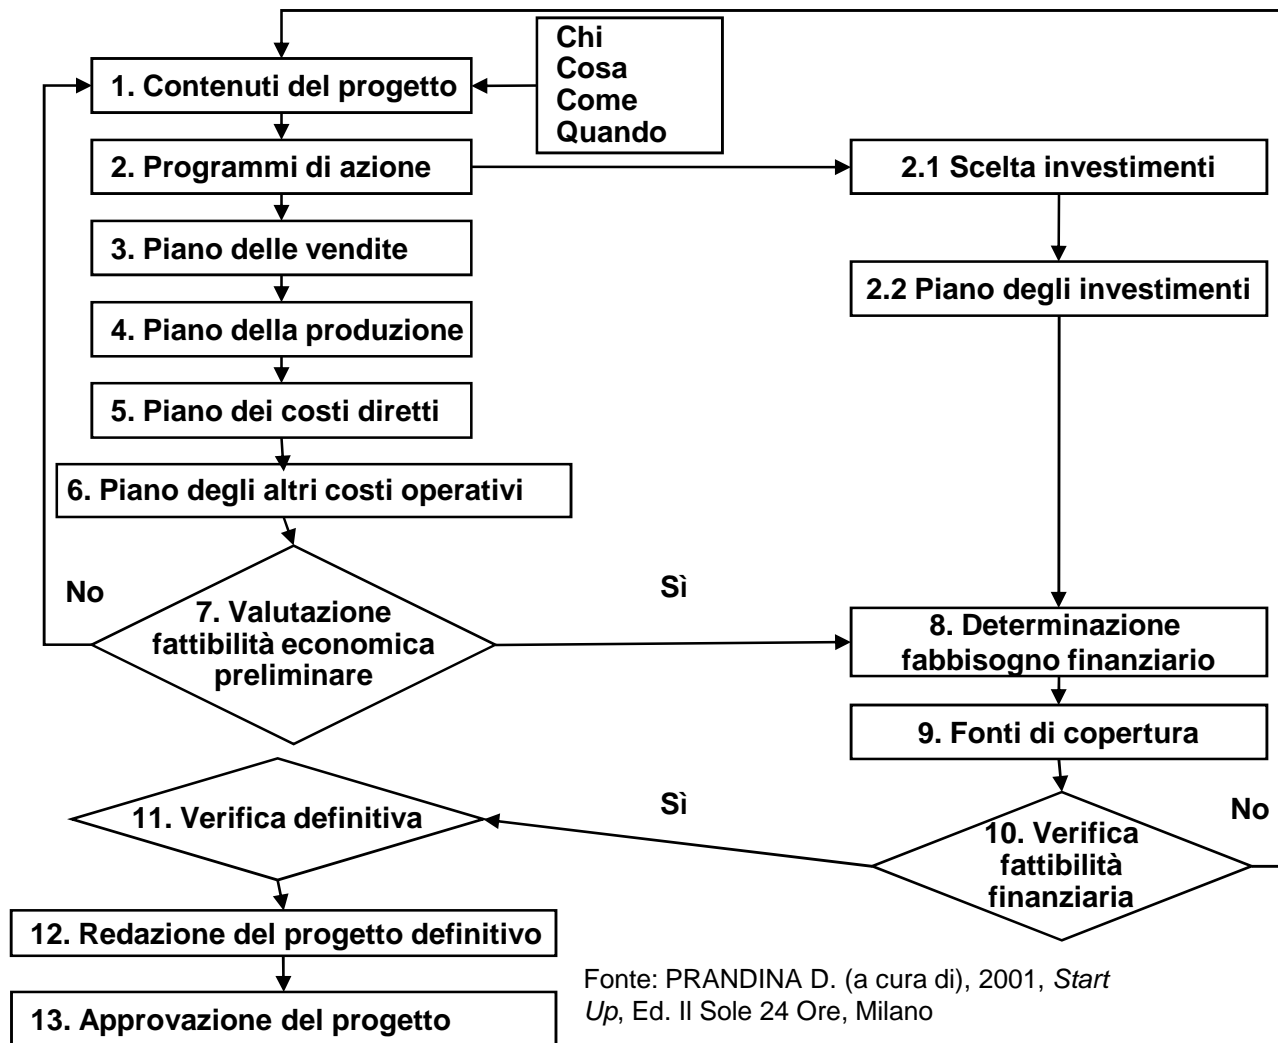 Chi
Cosa
Come
Quando
1. Contenuti del progetto
2. Programmi di azione
2.1 Scelta investimenti
3. Piano delle vendite
2.2 Piano degli investimenti
4. Piano della produzione
5. Piano dei costi diretti
6. Piano degli altri costi operativi
No
Sì
7. Valutazione
fattibilità economica
preliminare
8. Determinazione
fabbisogno finanziario
9. Fonti di copertura
11. Verifica definitiva
Sì
No
10. Verifica
fattibilità
finanziaria
12. Redazione del progetto definitivo
13. Approvazione del progetto
Fonte: PRANDINA D. (a cura di), 2001, Start
Up, Ed. Il Sole 24 Ore, Milano